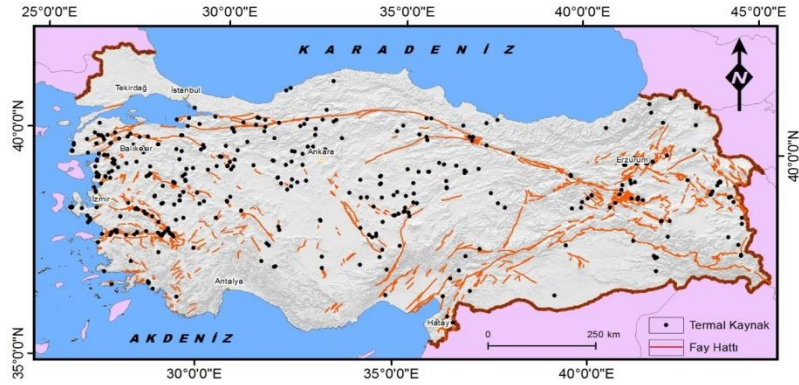 25°0'0"E 30°0'0"E 35°0'0"E 40°0'0"E 45°0'0"E
K A R A D E N İ Z
N
Tekirdağ
İstanbul
40°0'0"N
Balıkesir
Ankara
Erzurum
40°0'0"N
İzmir
Antalya
Hatay
A K D E N İ Z
0 250 km
Termal Kaynak
Fay Hattı
35°0'0"N
30°0'0"E 35°0'0"E 40°0'0"E